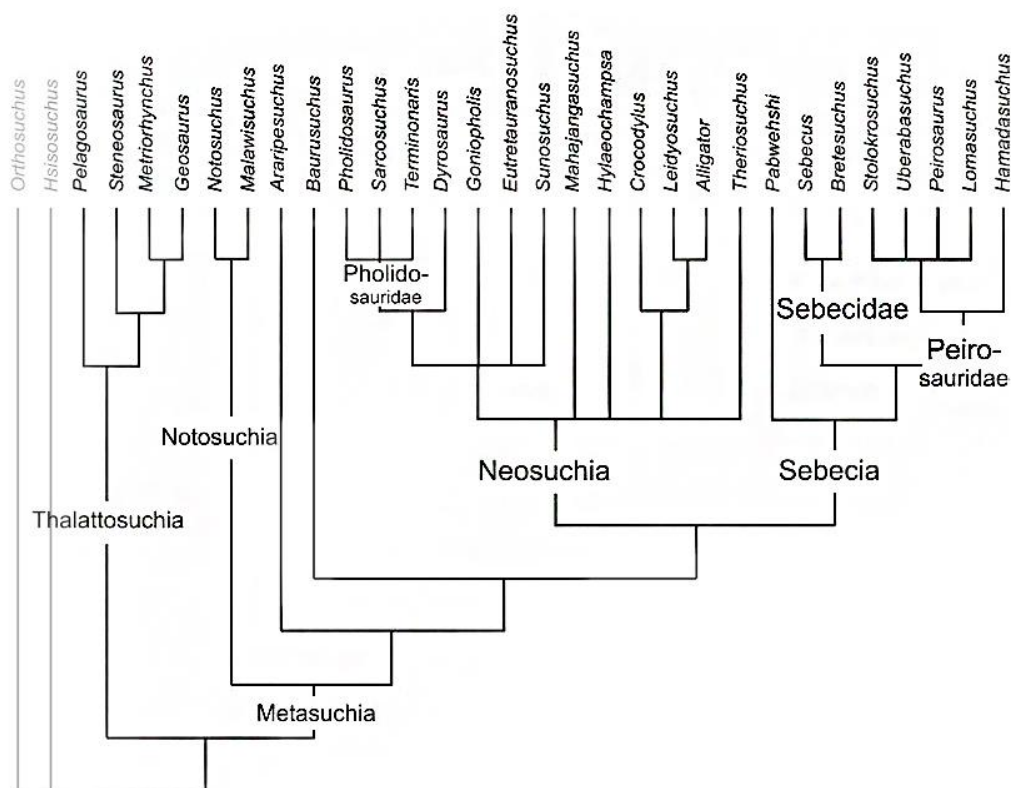 Orthosuchus
Hsisosuchus
Pelagosaurus
Steneosaurus
Metriorhynchus
Geosaurus
Notosuchus
Malawisuchus
Araripesuchus
Baurusuchus
Pholidosaurus
Sarcosuchus
Terminonaris
Dyrosaurus
Goniopholis
Eutretauranosuchus
Sunosuchus
Mahajangasuchus
Hylaeochampsa
Crocodylus
Leidyosuchus
Alligator
Theriosuchus
Pabwehshi
Sebecus
Bretesuchus
Stolokrosuchus
Uberabasuchus
Peirosaurus
Lomasuchus
Hamadasuchus
Pholido-
sauridae
Sebecidae
Peiro-
sauridae
Notosuchia
Neosuchia
Sebecia
Thalattosuchia
Metasuchia